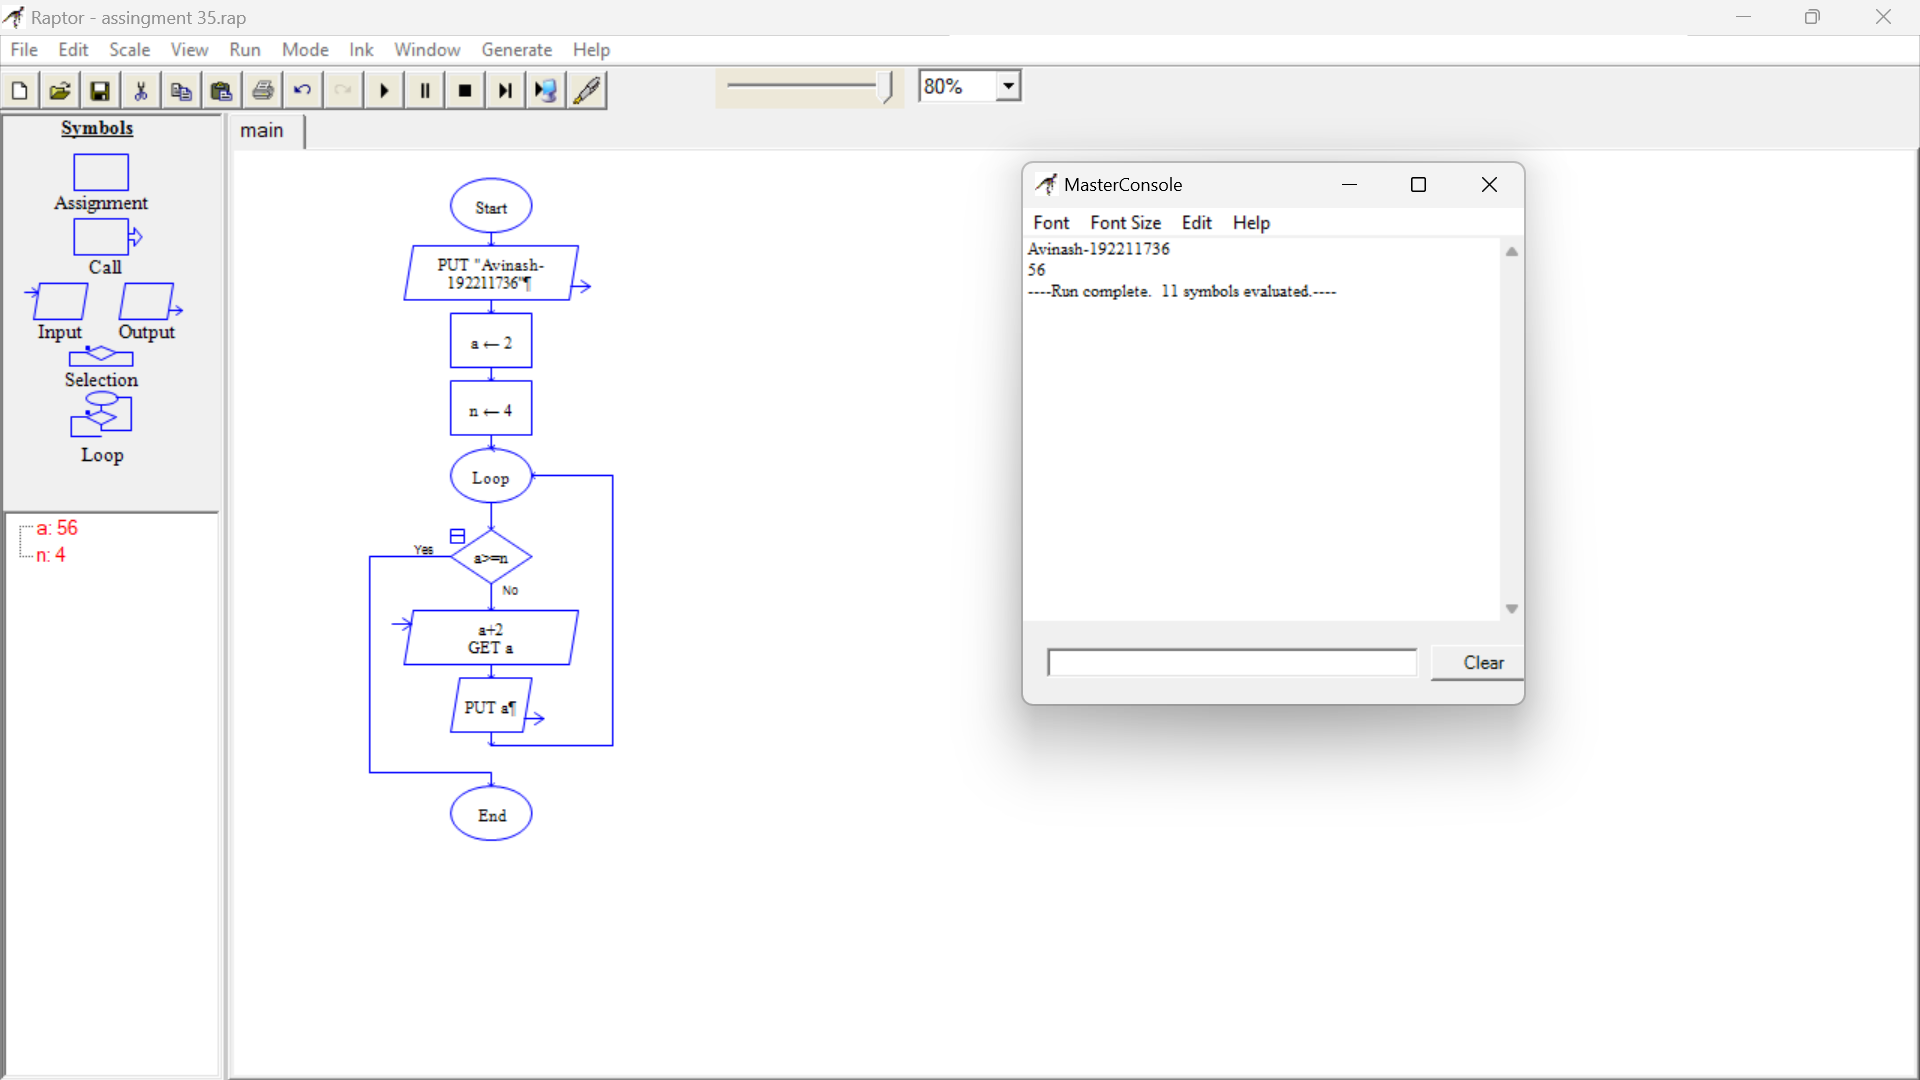 Raptor - assingment 35.rap
File Edit Scale View Run Mode Ink Window Generate Help
80%
Symbols
Assignment
Call
Input Output
Selection
Loop
a: 56
n: 4
main
Start
PUT "Avinash-
192211736"¶
a ← 2
n ← 4
Loop
Yes
a>=n
No
a+2
GET a
PUT a¶
End
MasterConsole
Font Font Size Edit Help
Avinash-192211736
56
----Run complete.  11 symbols evaluated.----
Clear